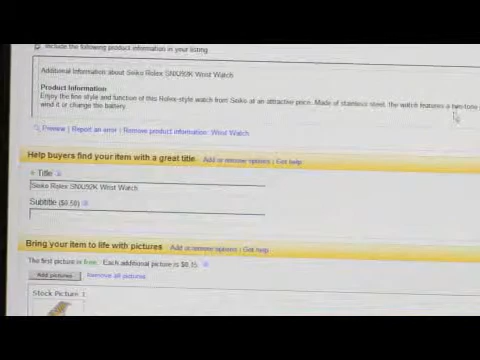 Include the following product information in your listing
Additional Information about Seiko Rolex SNXJ92K Wrist Watch
Product Information
Enjoy the fine style and function of this Rolex-style watch from Seiko at an attractive price. Made of stainless steel, the watch features a two-tone
wind it or change the battery.
Preview | Report an error | Remove product information: Wrist Watch
Help buyers find your item with a great title Add or remove options | Get help
Title
Seiko Rolex SNXJ92K Wrist Watch
Subtitle ($0.50)
Bring your item to life with pictures Add or remove options | Get help
The first picture is free. Each additional picture is $0.15.
Add pictures Remove all pictures
Stock Picture 1